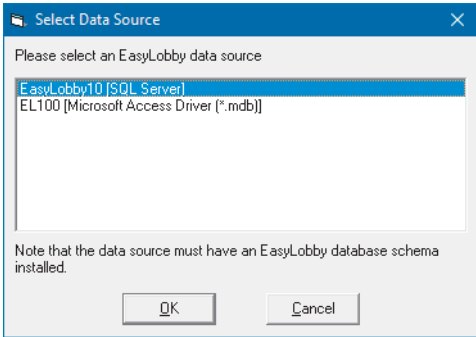 Select Data Source
Please select an EasyLobby data source
EasyLobby10 [SQL Server]
EL100 [Microsoft Access Driver (*.mdb)]
Note that the data source must have an EasyLobby database schema
installed.
OK Cancel